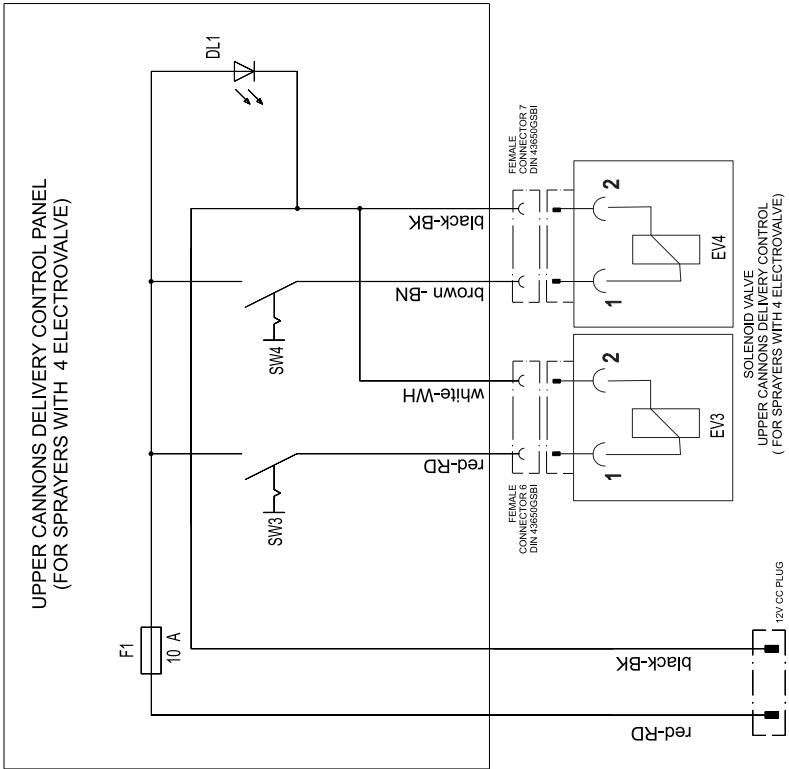 UPPER CANNONS DELIVERY CONTROL PANEL
(FOR SPRAYERS WITH  4 ELECTROVALVE)
DL1
SW4
SW3
F1
10 A
black-BK
brown -BN
white-WH
red-RD
FEMALE
CONNECTOR 7
DIN 43650GSBI
2
1
EV4
FEMALE
CONNECTOR 6
DIN 43650GSBI
2
1
EV3
SOLENOID VALVE
UPPER CANNONS DELIVERY CONTROL
( FOR SPRAYERS WITH 4 ELECTROVALVE)
black-BK
red-RD
12V CC PLUG